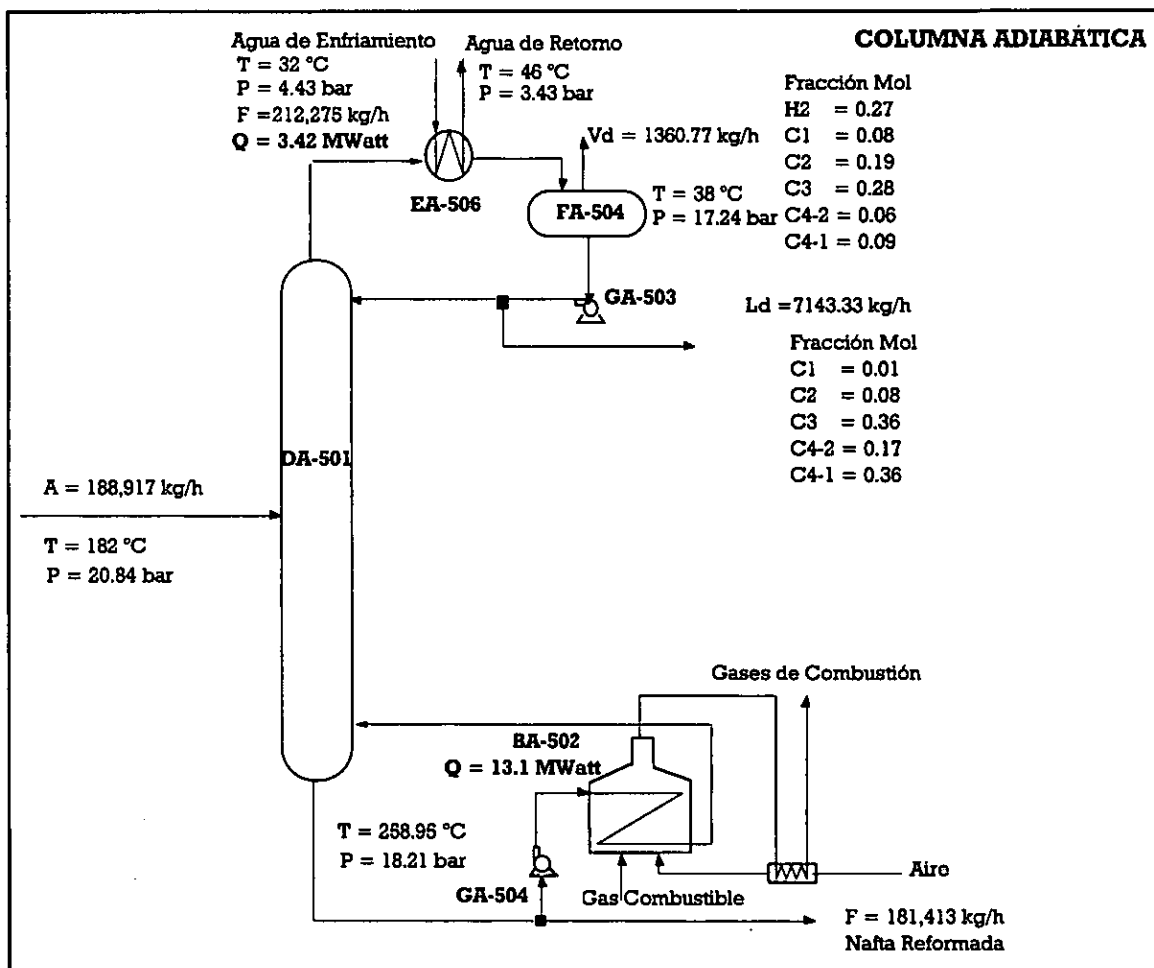 COLUMNA ADIABÁTICA
Agua de Enfriamiento
T = 32 °C
P = 4.43 bar
F =212,275 kg/h
Q = 3.42 MWatt
Agua de Retorno
T = 46 °C
P = 3.43 bar
EA-506
Vd = 1360.77 kg/h
FA-504
T = 38 °C
P = 17.24 bar
Fracción Mol
H2 = 0.27
C1 = 0.08
C2 = 0.19
C3 = 0.28
C4-2 = 0.06
C4-1 = 0.09
GA-503
Ld =7143.33 kg/h
Fracción Mol
C1 = 0.01
C2 = 0.08
C3 = 0.36
C4-2 = 0.17
C4-1 = 0.36
DA-501
A = 188,917 kg/h
T = 182 °C
P = 20.84 bar
Gases de Combustión
BA-502
Q = 13.1 MWatt
T = 258.95 °C
P = 18.21 bar
GA-504
Gas Combustible
Aire
F = 181,413 kg/h
Nafta Reformada